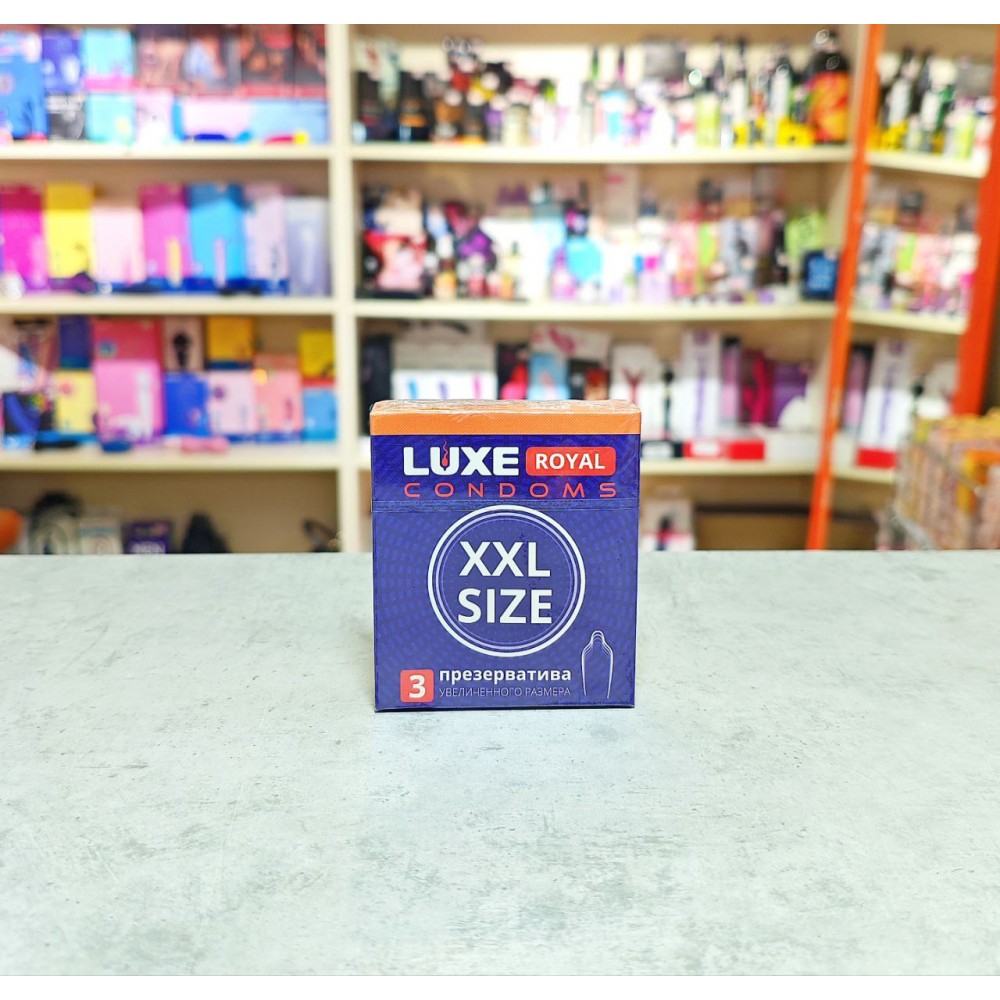 LUXE ROYAL
CONDOMS
XXL
SIZE
3 презерватива
УВЕЛИЧЕННОГО РАЗМЕРА